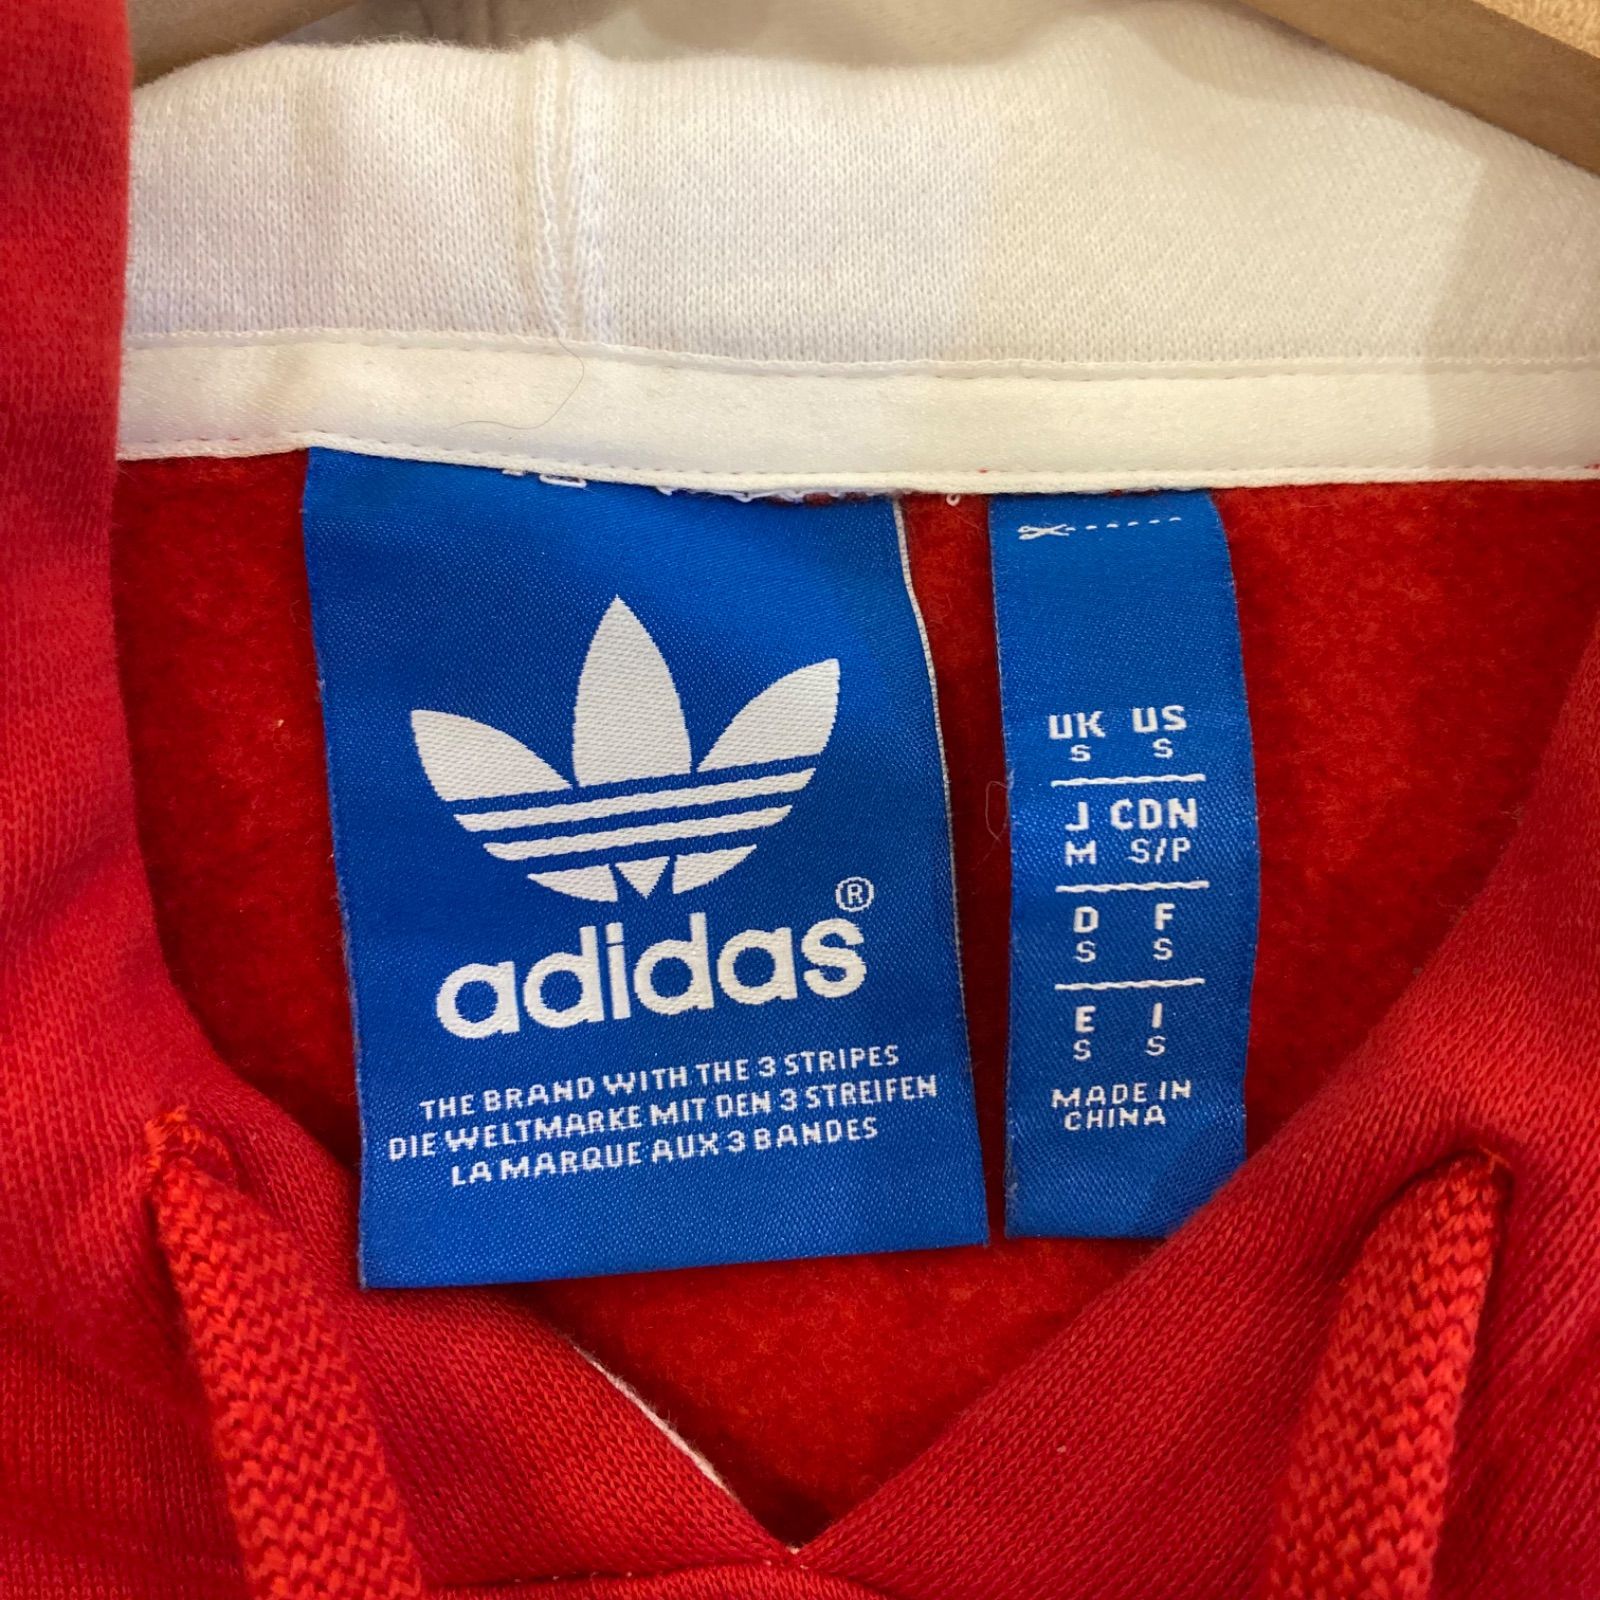 adidas®
THE BRAND WITH THE 3 STRIPES
DIE WELTMARKE MIT DEN 3 STREIFEN
LA MARQUE AUX 3 BANDES
UK US
S S
J CDN
M S/P
D F
S S
E I
S S
MADE IN
CHINA